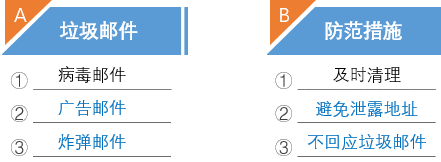 A
垃圾邮件
① 病毒邮件
② 广告邮件
③ 炸弹邮件
B
防范措施
① 及时清理
② 避免泄露地址
③ 不回应垃圾邮件